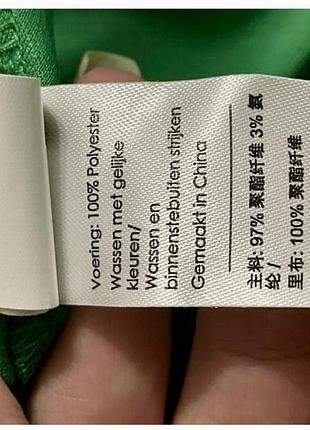 Voering: 100% Polyester
Wassen met gelijke
kleuren/
Wassen en
binnenstebuiten strijken
Gemaakt in China
主料: 97% 聚酯纤维 3% 氨
纶 /
里布: 100% 聚酯纤维